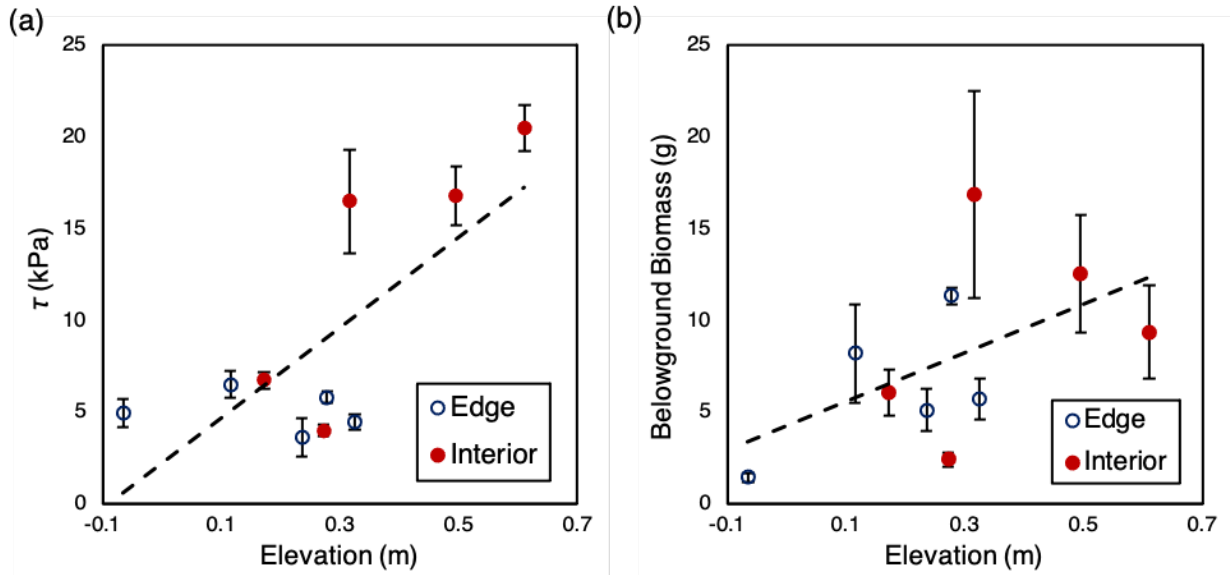 (a)
25
20
15
10
5
0
τ (kPa)
-0.1 0.1 0.3 0.5 0.7
Elevation (m)
Edge
Interior
(b)
25
20
15
10
5
0
Belowground Biomass (g)
-0.1 0.1 0.3 0.5 0.7
Elevation (m)
Edge
Interior